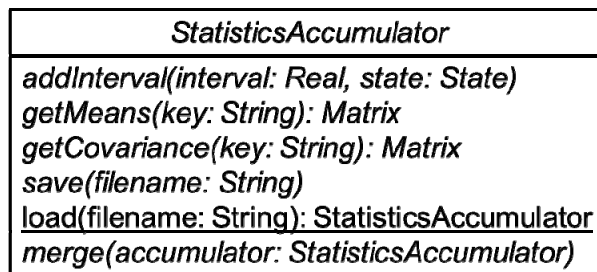 StatisticsAccumulator
addInterval(interval: Real, state: State)
getMeans(key: String): Matrix
getCovariance(key: String): Matrix
save(filename: String)
load(filename: String): StatisticsAccumulator
merge(accumulator: StatisticsAccumulator)